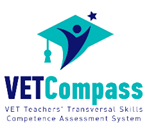 VETCompass
VET Teachers' Transversal Skills
Competence Assessment System